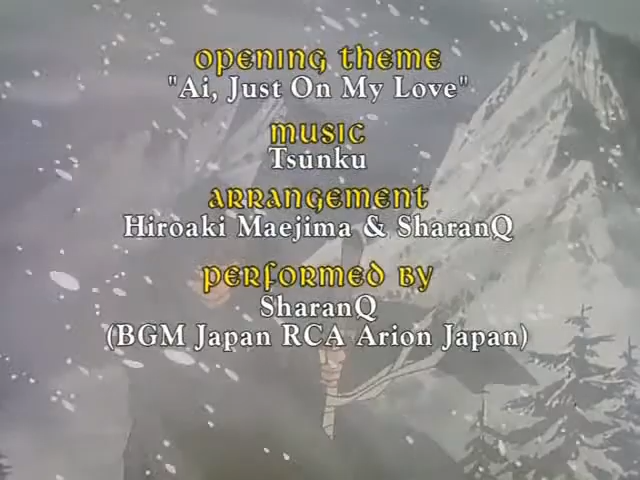 opening theme
"Ai, Just On My Love"
music
Tsunku
arrangement
Hiroaki Maejima & SharanQ
performed by
SharanQ
(BGM Japan RCA Arion Japan)